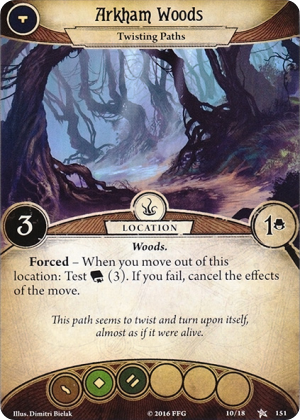 Arkham Woods
Twisting Paths
3
LOCATION
1
Woods.
Forced – When you move out of this
location: Test (3). If you fail, cancel the effects
of the move.
This path seems to twist and turn upon itself,
almost as if it were alive.
Illus. Dimitri Bielak
© 2016 FFG
10/18
151